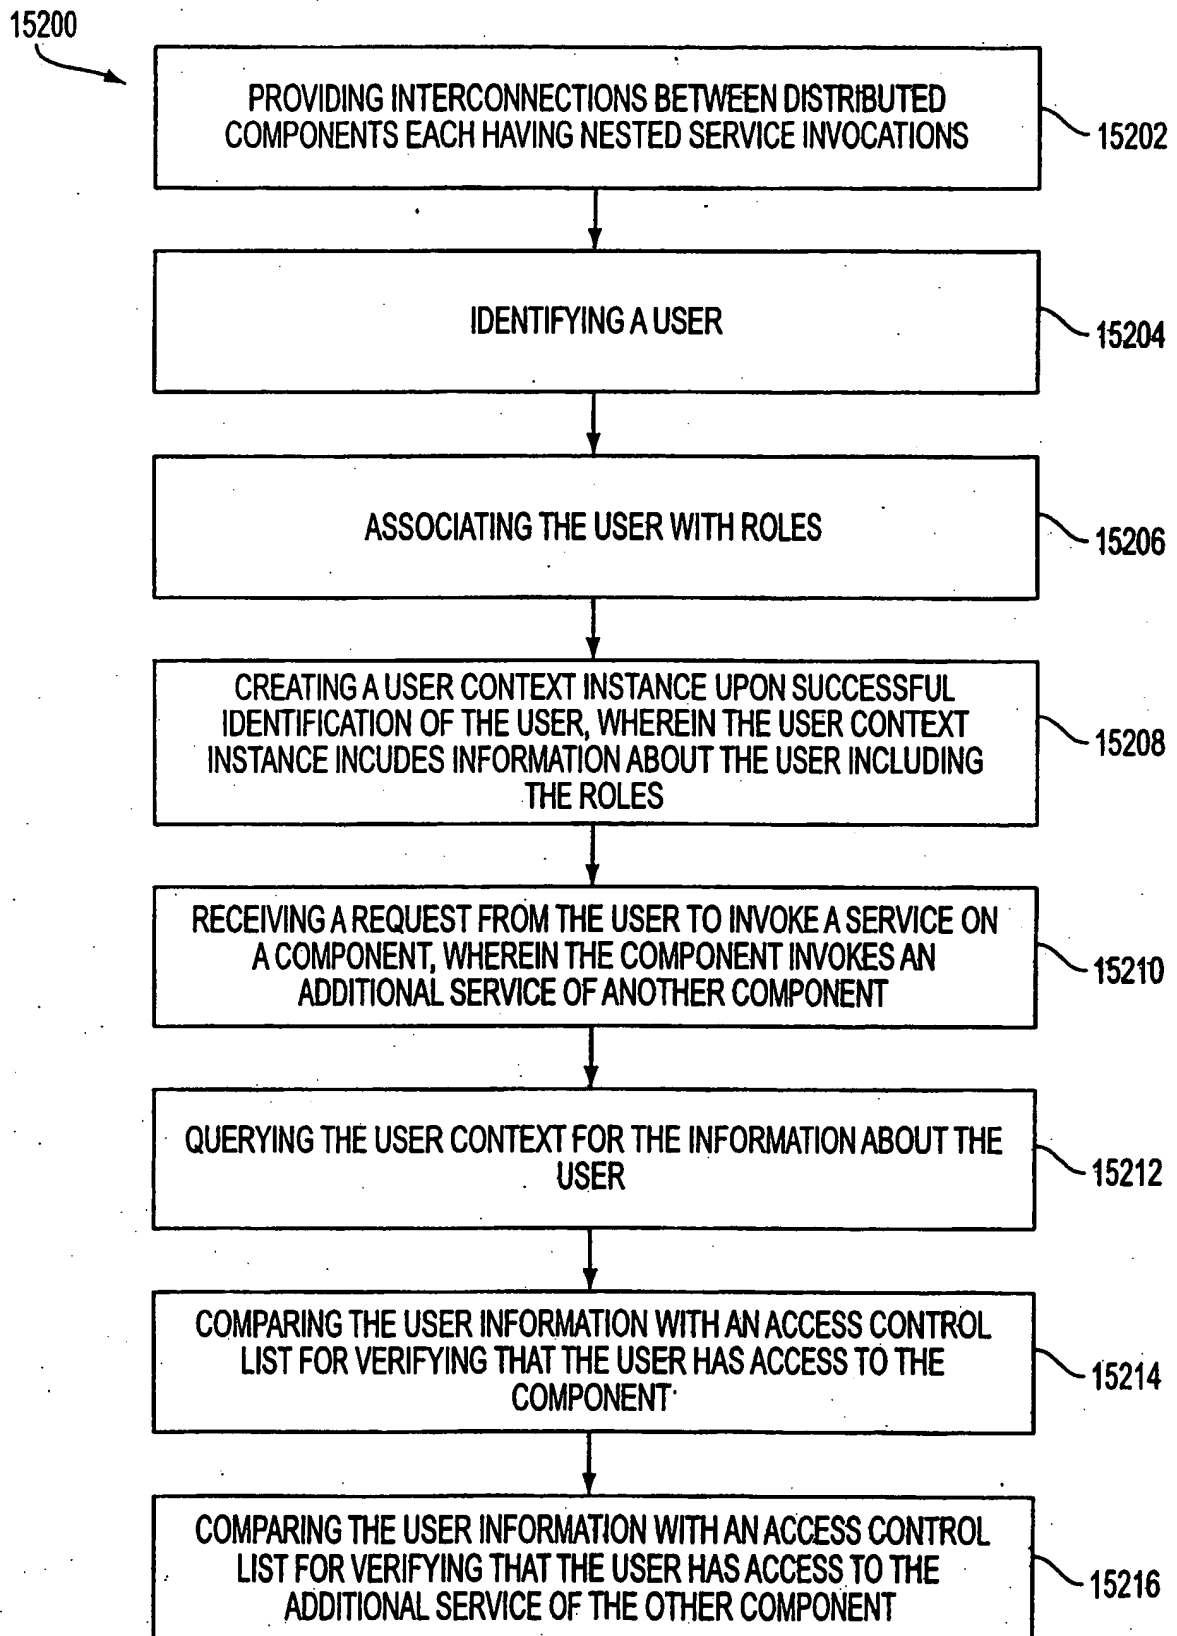 15200
PROVIDING INTERCONNECTIONS BETWEEN DISTRIBUTED
COMPONENTS EACH HAVING NESTED SERVICE INVOCATIONS
15202
IDENTIFYING A USER
15204
ASSOCIATING THE USER WITH ROLES
15206
CREATING A USER CONTEXT INSTANCE UPON SUCCESSFUL
IDENTIFICATION OF THE USER, WHEREIN THE USER CONTEXT
INSTANCE INCUDES INFORMATION ABOUT THE USER INCLUDING
THE ROLES
15208
RECEIVING A REQUEST FROM THE USER TO INVOKE A SERVICE ON
A COMPONENT, WHEREIN THE COMPONENT INVOKES AN
ADDITIONAL SERVICE OF ANOTHER COMPONENT
15210
QUERYING THE USER CONTEXT FOR THE INFORMATION ABOUT THE
USER
15212
COMPARING THE USER INFORMATION WITH AN ACCESS CONTROL
LIST FOR VERIFYING THAT THE USER HAS ACCESS TO THE
COMPONENT
15214
COMPARING THE USER INFORMATION WITH AN ACCESS CONTROL
LIST FOR VERIFYING THAT THE USER HAS ACCESS TO THE
ADDITIONAL SERVICE OF THE OTHER COMPONENT
15216